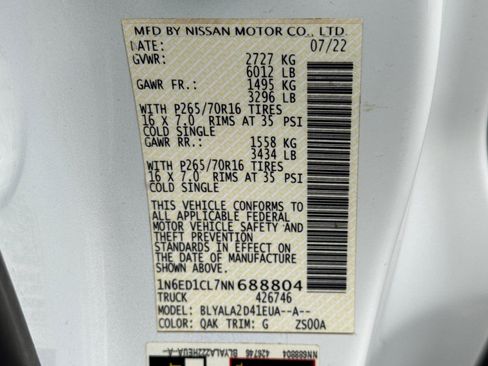 MFD BY NISSAN MOTOR CO., LTD.
DATE: 07/22
GVWR: 2727 KG
6012 LB
GAWR FR.: 1495 KG
3296 LB
WITH P265/70R16 TIRES
16 X 7.0 RIMS AT 35 PSI
COLD SINGLE
GAWR RR.: 1558 KG
3434 LB
WITH P265/70R16 TIRES
16 X 7.0 RIMS AT 35 PSI
COLD SINGLE
THIS VEHICLE CONFORMS TO
ALL APPLICABLE FEDERAL
MOTOR VEHICLE SAFETY AND
THEFT PREVENTION
STANDARDS IN EFFECT ON
THE DATE OF MANUFACTURE
SHOWN ABOVE.
1N6ED1CL7NN688804
TRUCK 426746
MODEL: BLYALA2D41EUA--A--
COLOR: QAK TRIM: G ZS00A
NN688804 426746